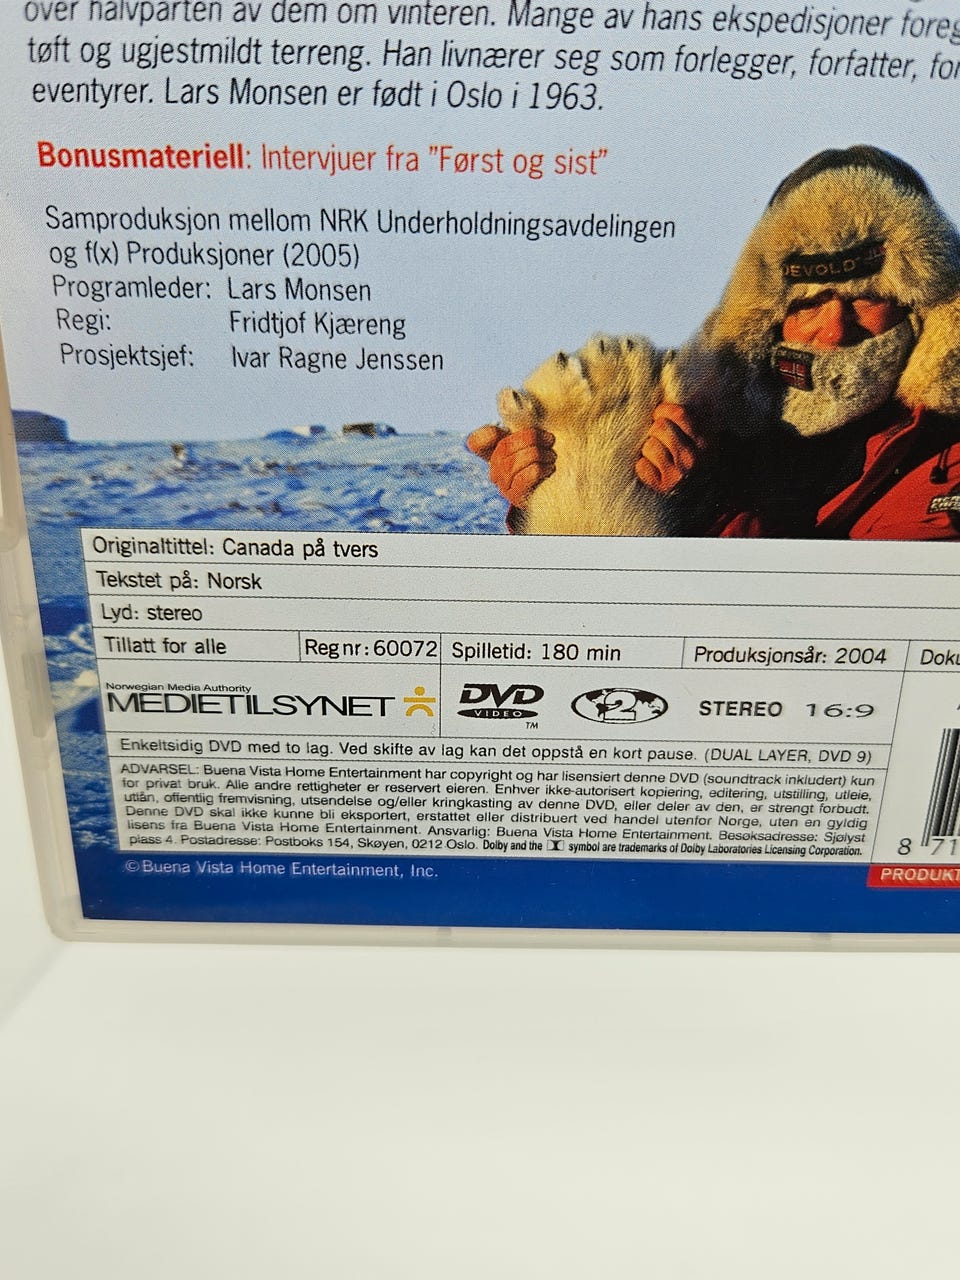 over halvparten av dem om vinteren. Mange av hans ekspedisjoner
tøft og ugjestmildt terreng. Han livnærer seg som forlegger, forfatter,
eventyrer. Lars Monsen er født i Oslo i 1963.
Bonusmateriell: Intervjuer fra "Først og sist"
Samproduksjon mellom NRK Underholdningsavdelingen
og f(x) Produksjoner (2005)
Programleder: Lars Monsen
Regi: Fridtjof Kjæreng
Prosjektsjef: Ivar Ragne Jenssen
DEVOLD
Originaltittel: Canada på tvers
Tekstet på: Norsk
Lyd: stereo
Tillatt for alle Reg nr: 60072 Spilletid: 180 min Produksjonsår: 2004
Norwegian Media Authority
MEDIETILSYNET DVD VIDEO TM 2 STEREO 16:9
Enkeltsidig DVD med to lag. Ved skifte av lag kan det oppstå en kort pause. (DUAL LAYER, DVD 9)
ADVARSEL: Buena Vista Home Entertainment har copyright og har lisensiert denne DVD (soundtrack inkludert) kun
for privat bruk. Alle andre rettigheter er reservert eieren. Enhver ikke-autorisert kopiering, editering, utstilling, utleie,
utlån, offentlig fremvisning, utsendelse og/eller kringkasting av denne DVD, eller deler av den, er strengt forbudt.
Denne DVD skal ikke kunne bli eksportert, erstattet eller distribuert ved handel utenfor Norge, uten en gyldig
lisens fra Buena Vista Home Entertainment. Ansvarlig: Buena Vista Home Entertainment. Besøksadresse: Sjølyst
plass 4. Postadresse: Postboks 154, Skøyen, 0212 Oslo. Dolby and the symbol are trademarks of Dolby Laboratories Licensing Corporation.
8 71
©Buena Vista Home Entertainment, Inc.